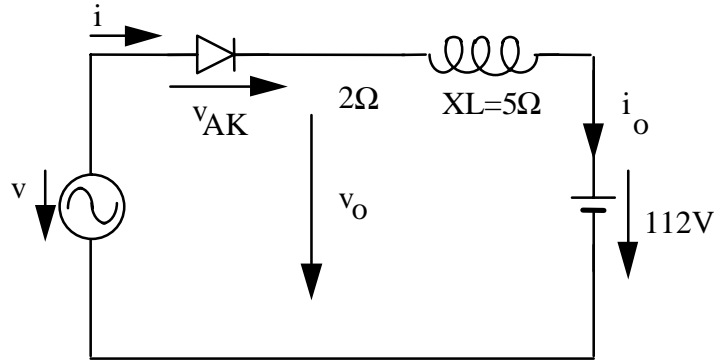 i
v AK
2Ω
XL=5Ω
i o
v
v o
112V